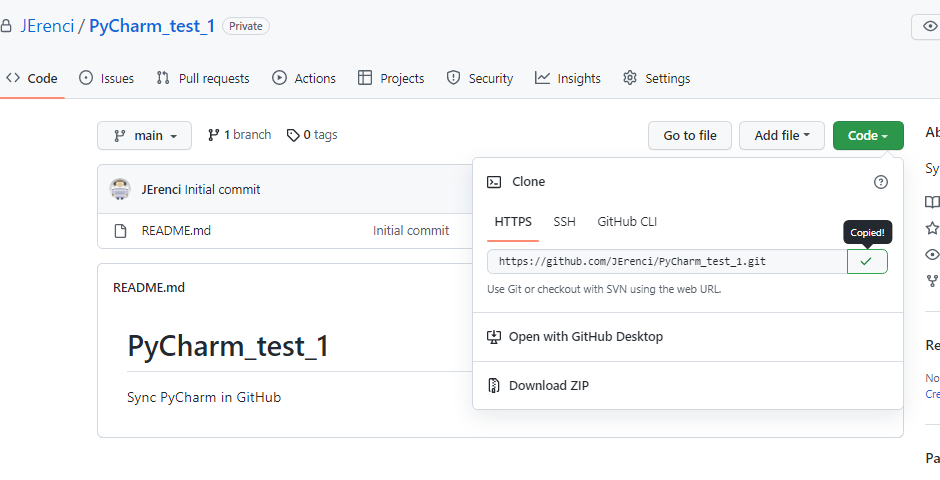 JErenci / PyCharm_test_1 Private
Code Issues Pull requests Actions Projects Security Insights Settings
main 1 branch 0 tags Go to file Add file Code
JErenci Initial commit
README.md Initial commit
Clone
HTTPS SSH GitHub CLI
Copied!
https://github.com/JErenci/PyCharm_test_1.git
Use Git or checkout with SVN using the web URL.
Open with GitHub Desktop
Download ZIP
README.md
PyCharm_test_1
Sync PyCharm in GitHub
Ab
Sy
Re
No
Cre
Pa